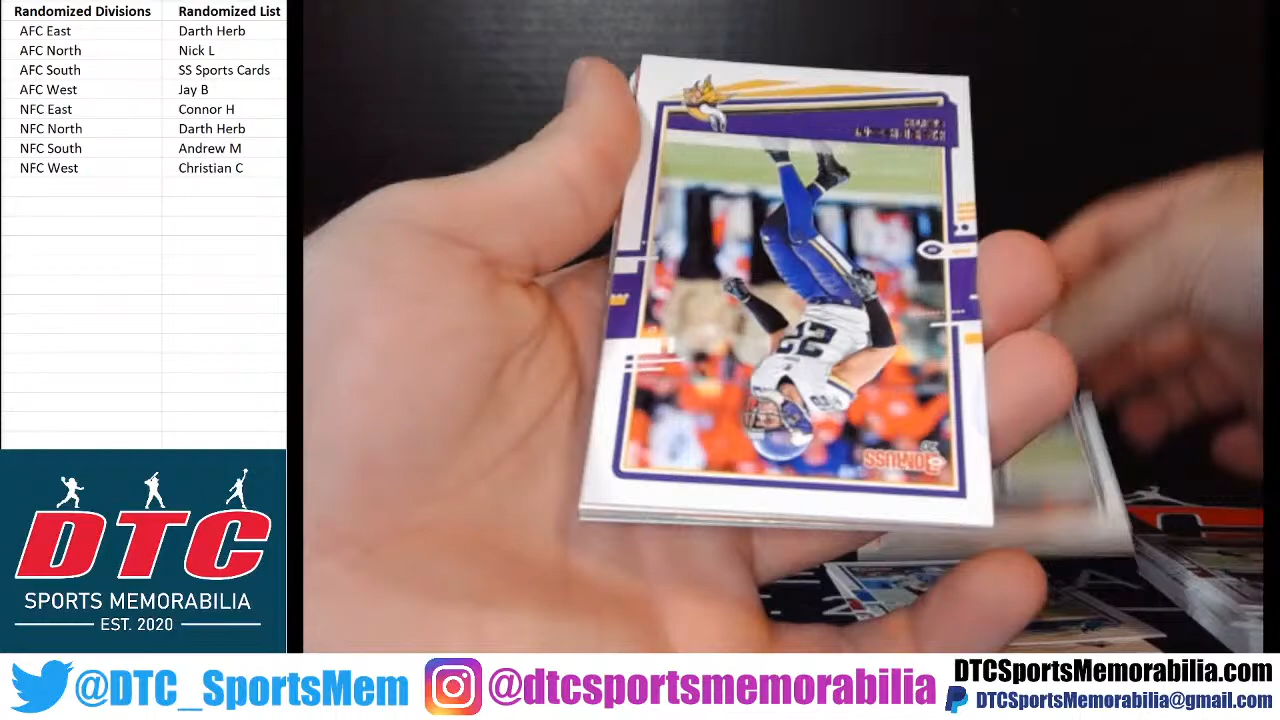 Randomized Divisions Randomized List
AFC East Darth Herb
AFC North Nick L
AFC South SS Sports Cards
AFC West Jay B
NFC East Connor H
NFC North Darth Herb
NFC South Andrew M
NFC West Christian C
DTC
SPORTS MEMORABILIA
EST. 2020
22
DONRUSS
@DTC_SportsMem
@dtcsportsmemorabilia
DTCSportsMemorabilia.com
DTCSportsMemorabilia@gmail.com